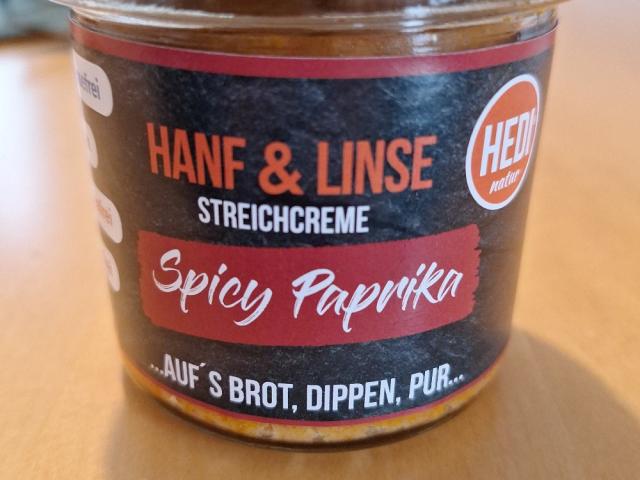 HANF & LINSE
STREICHCREME
Spicy Paprika
...AUF´S BROT, DIPPEN, PUR...
HEDI
natur